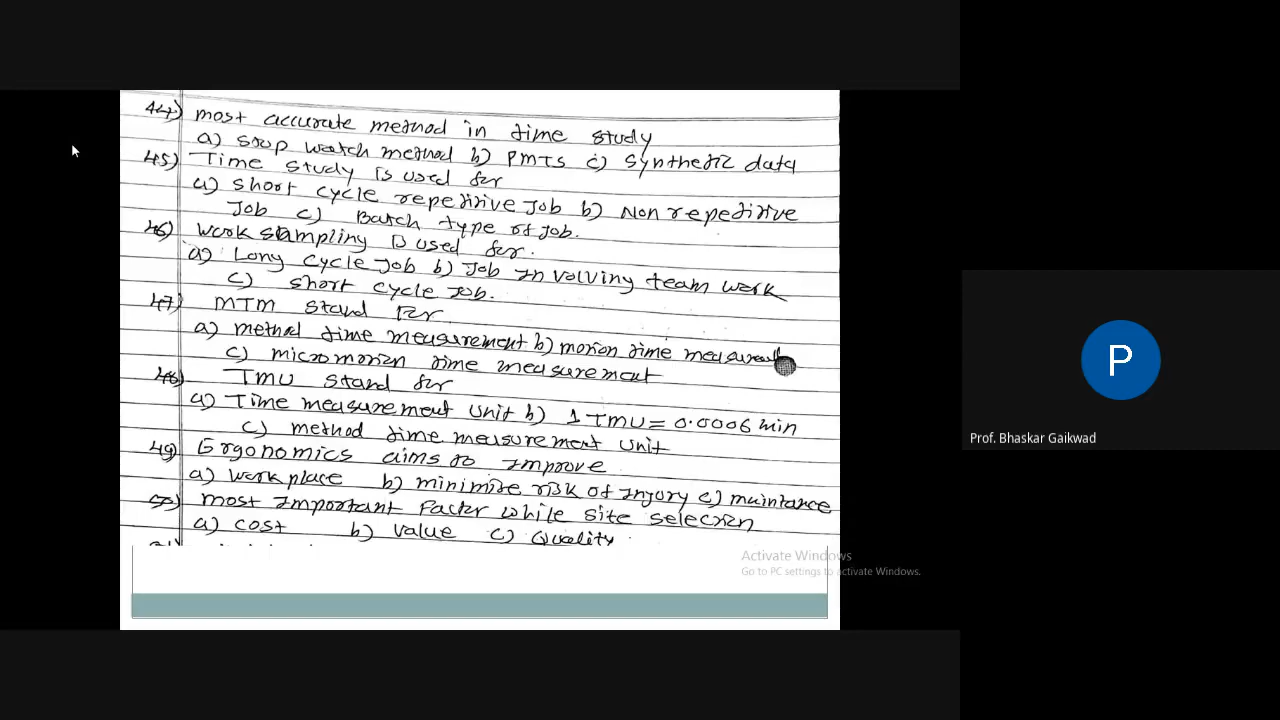 44) most accurate method in time study
a) stop watch method b) PMTS c) Synthetic data
45) Time study is used for
a) short cycle repetitive Job b) Non repetitive
Job c) Batch type of Job.
46) work sampling is used for.
a) Long cycle Job b) Job Involving team work
c) short cycle Job.
47) MTM stand for
a) method time measurement b) motion time measurement
c) micromotion time measurement
48) TMU stand for
a) Time measurement Unit b) 1 TMU = 0.0006 min
c) method time measurement Unit
49) Ergonomics aims to Improve
a) work place b) minimise risk of Injury c) maintance
50) most Important Factor while site selection
a) cost b) value c) Quality
Activate Windows
Go to PC settings to activate Windows.
P
Prof. Bhaskar Gaikwad